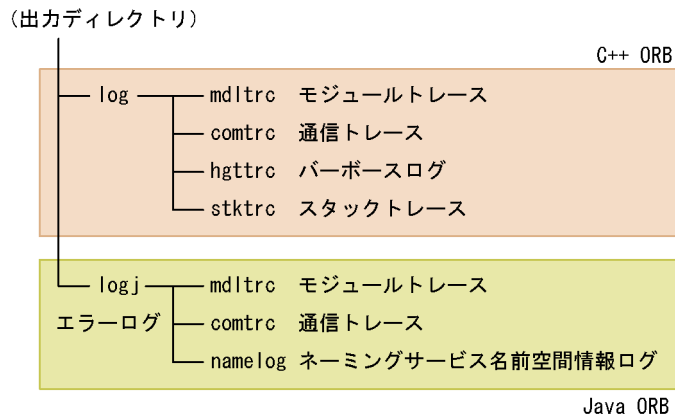 (出力ディレクトリ)
C++ ORB
log mdltrc モジュールトレース
comtrc 通信トレース
hgttrc バーボースログ
stktrc スタックトレース
logj mdltrc モジュールトレース
エラーログ comtrc 通信トレース
namelog ネーミングサービス名前空間情報ログ
Java ORB